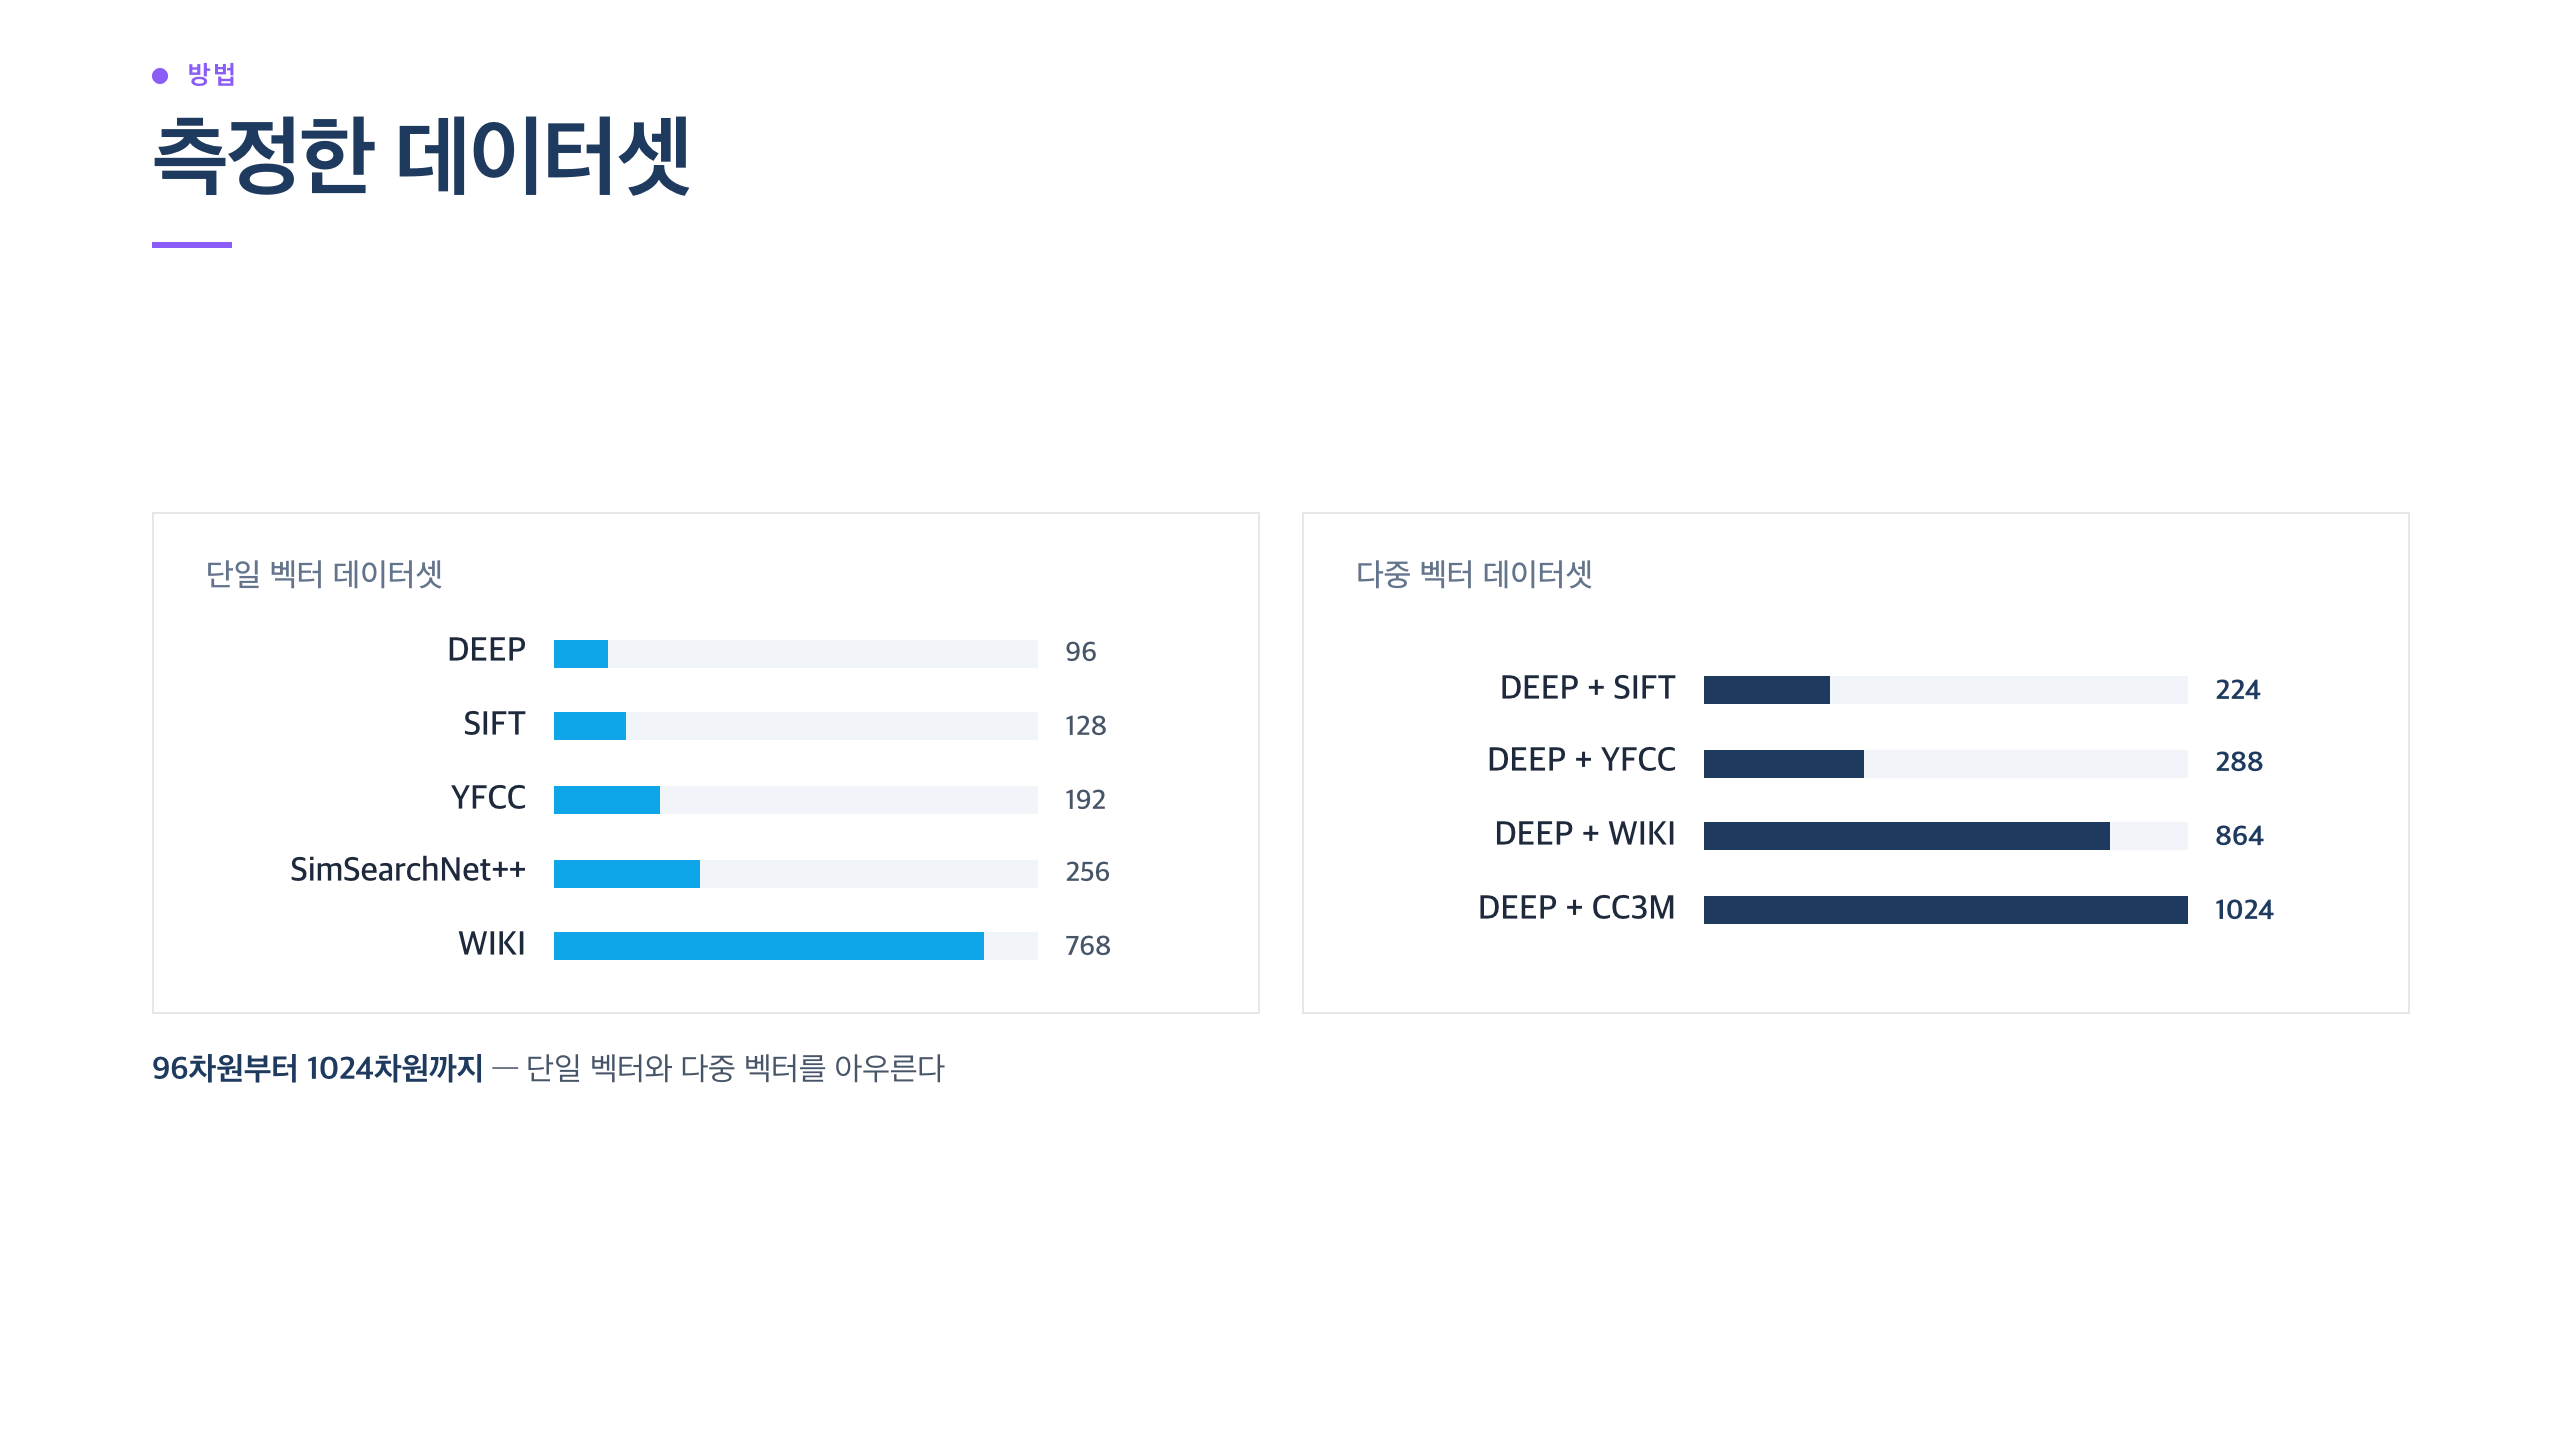 방법
측정한 데이터셋
단일 벡터 데이터셋
DEEP 96
SIFT 128
YFCC 192
SimSearchNet++ 256
WIKI 768
다중 벡터 데이터셋
DEEP + SIFT 224
DEEP + YFCC 288
DEEP + WIKI 864
DEEP + CC3M 1024
96차원부터 1024차원까지 — 단일 벡터와 다중 벡터를 아우른다